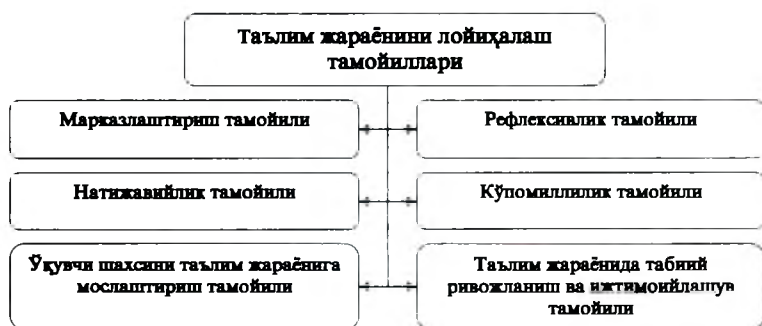 Таълим жараёнини лойиҳалаш
тамойиллари
Марказлаштириш тамойили
Рефлексивлик тамойили
Натижавийлик тамойили
Кўпомиллилик тамойили
Ўқувчи шахсини таълим жараёнига
мослаштириш тамойили
Таълим жараёнида табиий
ривожланиш ва ижтимоийлашув
тамойили